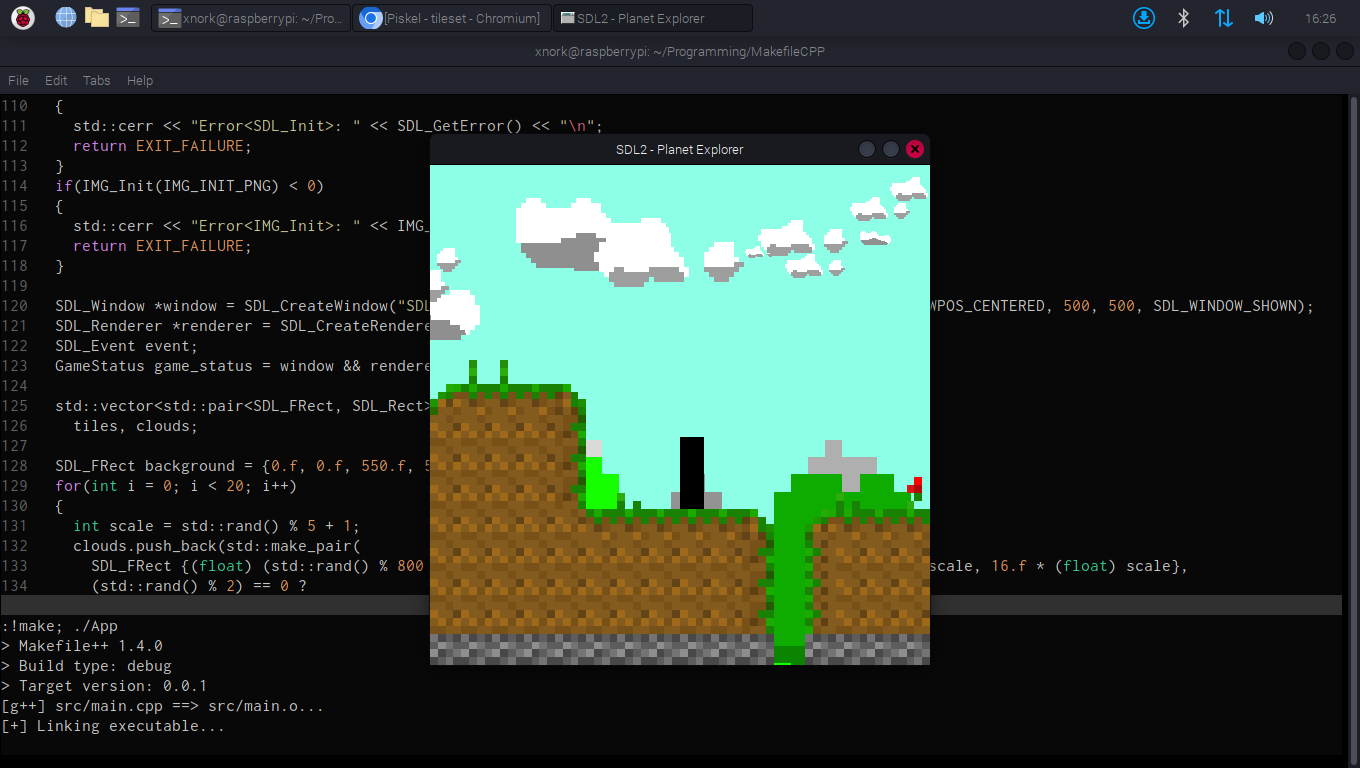 xnork@raspberrypi: ~/Pro... [Piskel - tileset - Chromium] SDL2 - Planet Explorer 16:26
xnork@raspberrypi: ~/Programming/MakefileCPP
File Edit Tabs Help
110 {
111 std::cerr << "Error<SDL_Init>: " << SDL_GetError() << "\n";
112 return EXIT_FAILURE;
113 }
114 if(IMG_Init(IMG_INIT_PNG) < 0)
115 {
116 std::cerr << "Error<IMG_Init>: " << IMG_
117 return EXIT_FAILURE;
118 }
119
120 SDL_Window *window = SDL_CreateWindow("SDL WPOS_CENTERED, 500, 500, SDL_WINDOW_SHOWN);
121 SDL_Renderer *renderer = SDL_CreateRendere
122 SDL_Event event;
123 GameStatus game_status = window && rendere
124
125 std::vector<std::pair<SDL_FRect, SDL_Rect>
126 tiles, clouds;
127
128 SDL_FRect background = {0.f, 0.f, 550.f, 5
129 for(int i = 0; i < 20; i++)
130 {
131 int scale = std::rand() % 5 + 1;
132 clouds.push_back(std::make_pair(
133 SDL_FRect {(float) (std::rand() % 800 scale, 16.f * (float) scale},
134 (std::rand() % 2) == 0 ?
SDL2 - Planet Explorer
:!make; ./App
> Makefile++ 1.4.0
> Build type: debug
> Target version: 0.0.1
[g++] src/main.cpp ==> src/main.o...
[+] Linking executable...